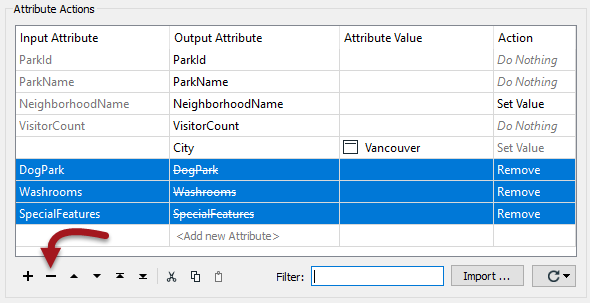 Attribute Actions
Input Attribute Output Attribute Attribute Value Action
ParkId ParkId Do Nothing
ParkName ParkName Do Nothing
NeighborhoodName NeighborhoodName Set Value
VisitorCount VisitorCount Do Nothing
City Vancouver Set Value
DogPark DogPark Remove
Washrooms Washrooms Remove
SpecialFeatures SpecialFeatures Remove
<Add new Attribute>
Filter: Import ...